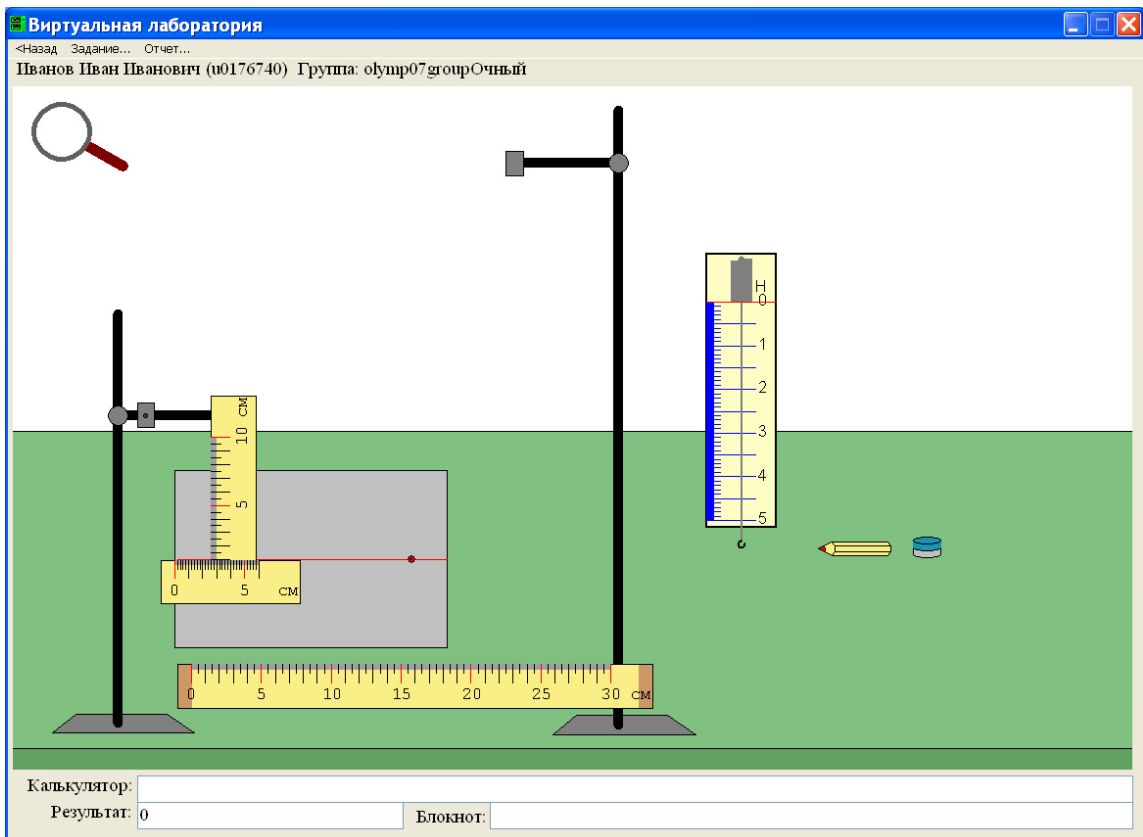 Виртуальная лаборатория
<Назад Задание... Отчет...
Иванов Иван Иванович (u0176740) Группа: olymp07groupОчный
Н
0
1
2
3
4
5
10 см
5
0 5 см
0 5 10 15 20 25 30 см
Калькулятор:
Результат: 0 Блокнот: